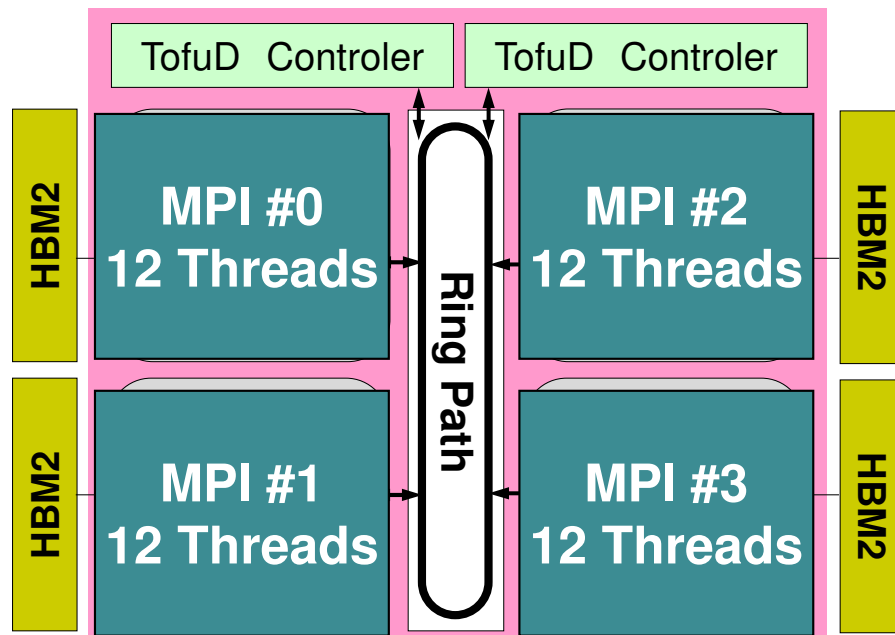 TofuD Controler
TofuD Controler
HBM2
MPI #0
12 Threads
MPI #2
12 Threads
HBM2
Ring Path
HBM2
MPI #1
12 Threads
MPI #3
12 Threads
HBM2